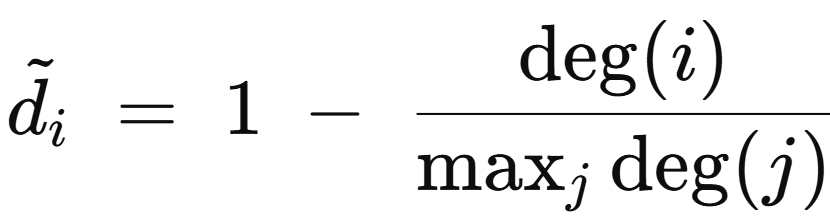 d̃ᵢ = 1 − deg(i) / maxⱼ deg(j)